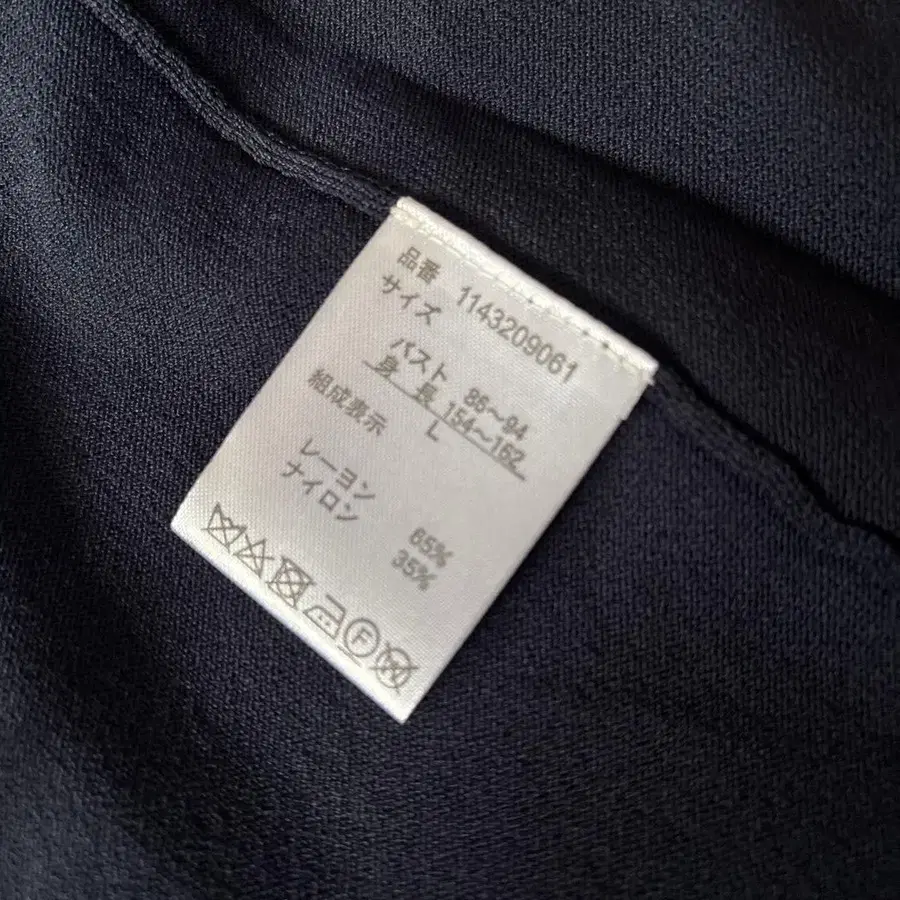 品番 1143209061
サイズ
バスト 86～94
身 長 154～162
L
組成表示
レーヨン 65%
ナイロン 35%
F
W